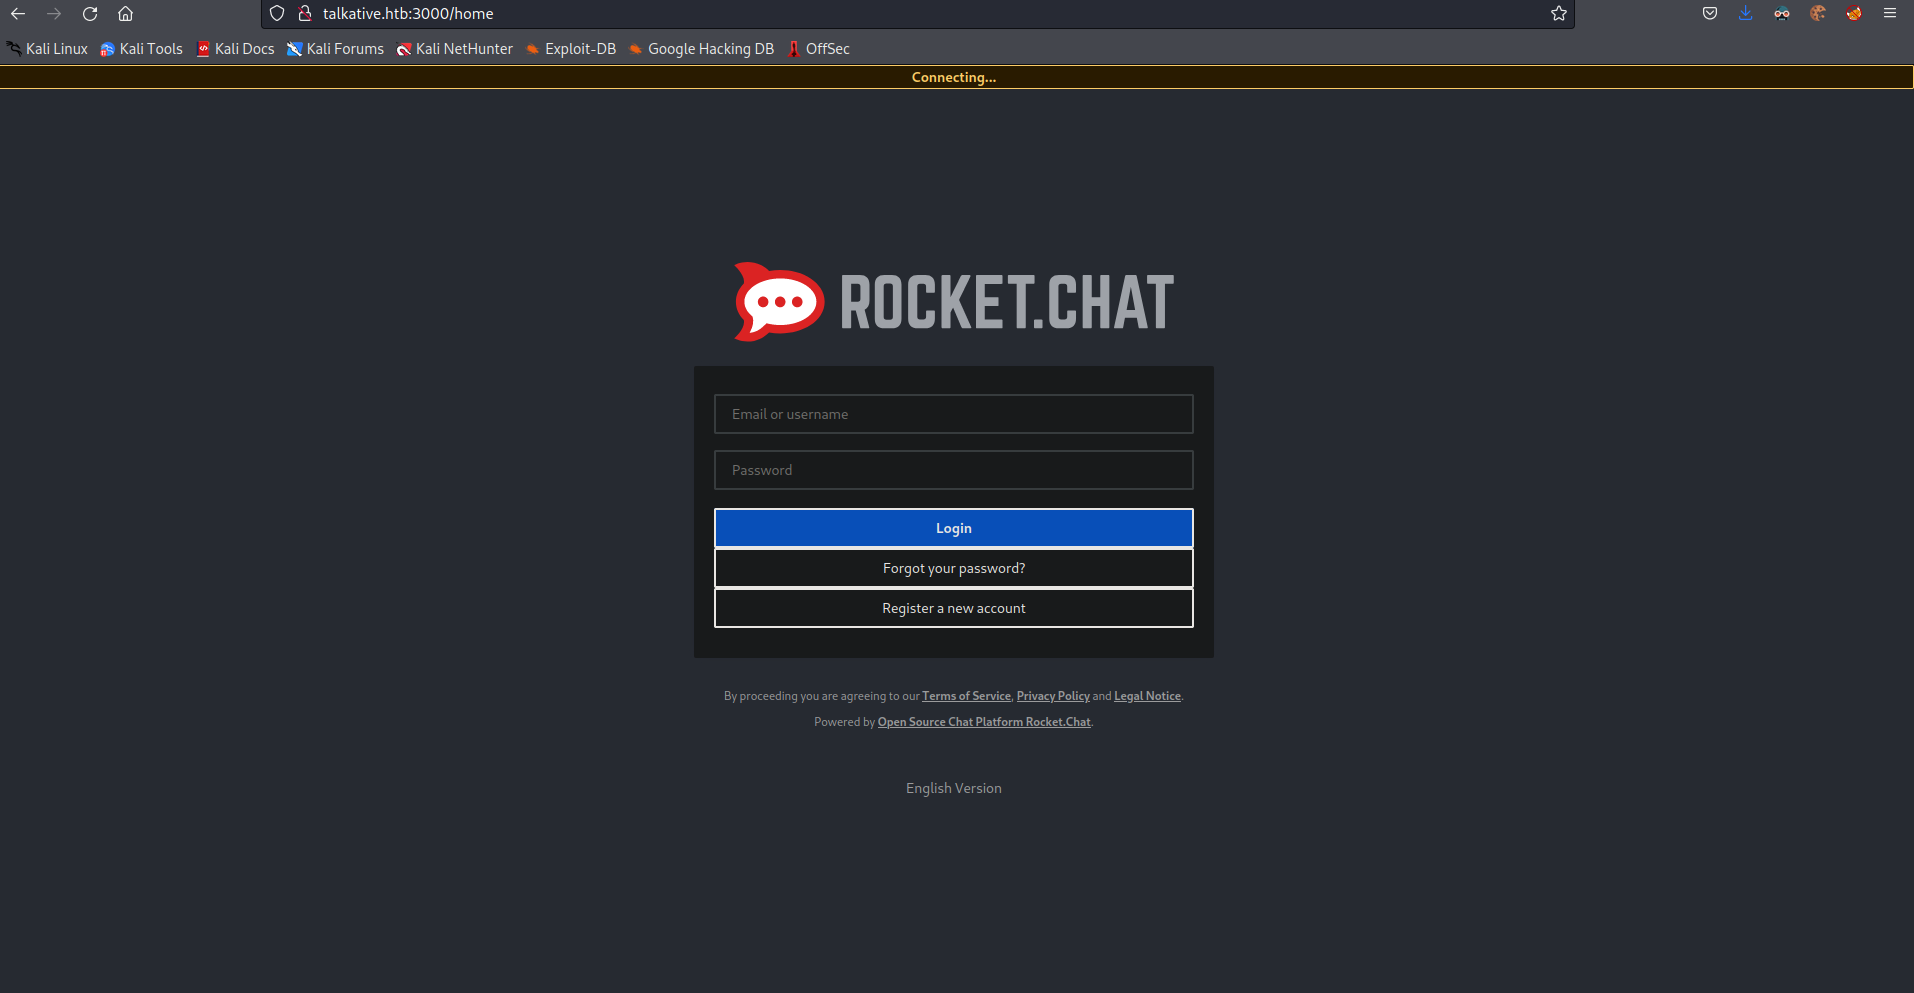 talkative.htb:3000/home
Kali Linux Kali Tools Kali Docs Kali Forums Kali NetHunter Exploit-DB Google Hacking DB OffSec
Connecting...
ROCKET.CHAT
Email or username
Password
Login
Forgot your password?
Register a new account
By proceeding you are agreeing to our Terms of Service, Privacy Policy and Legal Notice.
Powered by Open Source Chat Platform Rocket.Chat.
English Version